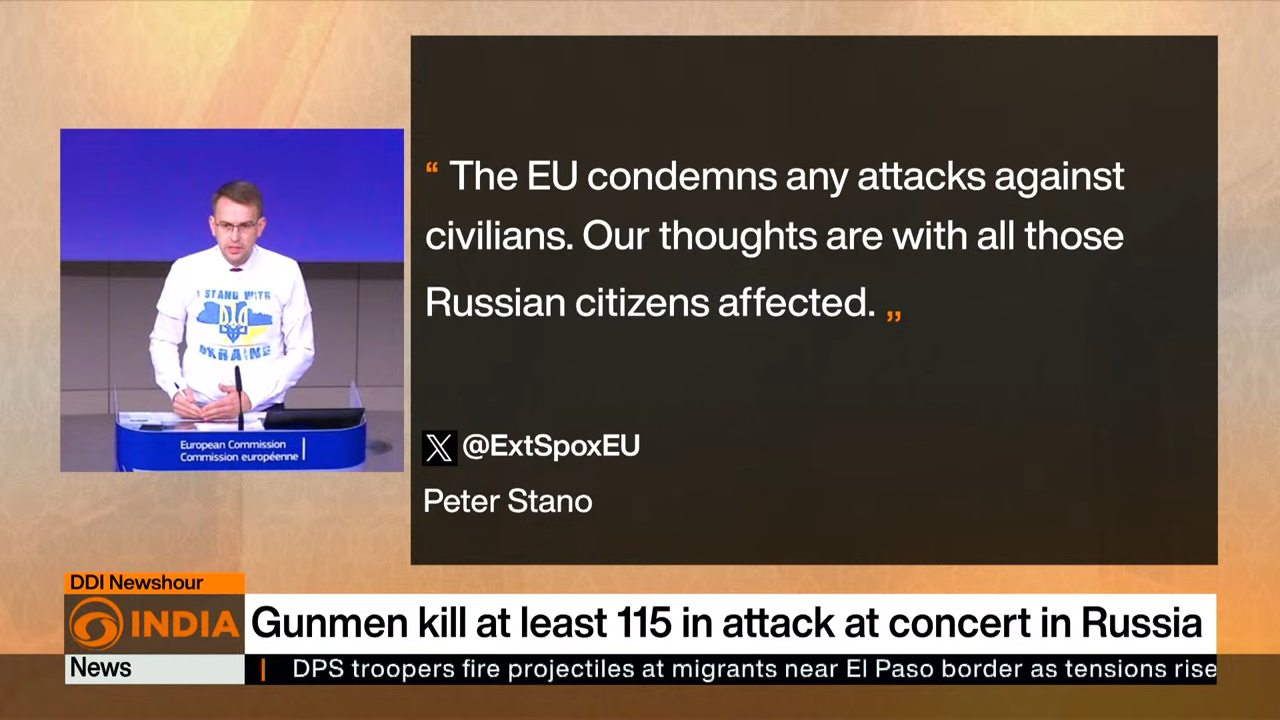 “ The EU condemns any attacks against
civilians. Our thoughts are with all those
Russian citizens affected. „
I STAND WITH
UKRAINE
European Commission
Commission européenne
X @ExtSpoxEU
Peter Stano
DDI Newshour
INDIA
Gunmen kill at least 115 in attack at concert in Russia
News
DPS troopers fire projectiles at migrants near El Paso border as tensions rise